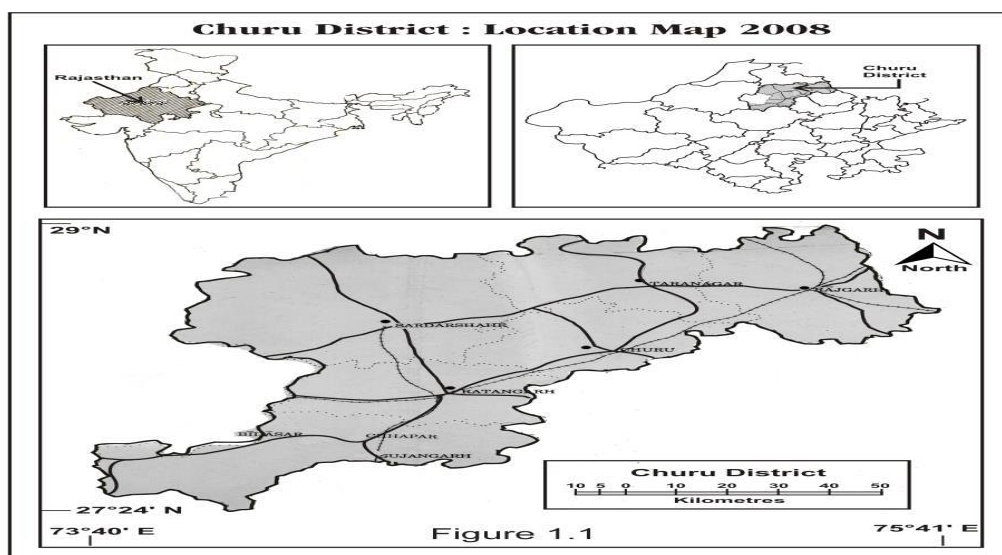 Churu District : Location Map 2008
Rajasthan
Churu
District
29°N
N
North
TARANAGAR
RAJGARH
SARDARSHAHR
CHURU
RATANGARH
BIDASAR
CHHAPAR
SUJANGARH
Churu District
10 5 0 10 20 30 40 50
Kilometres
27°24' N
73°40' E
75°41' E
Figure 1.1